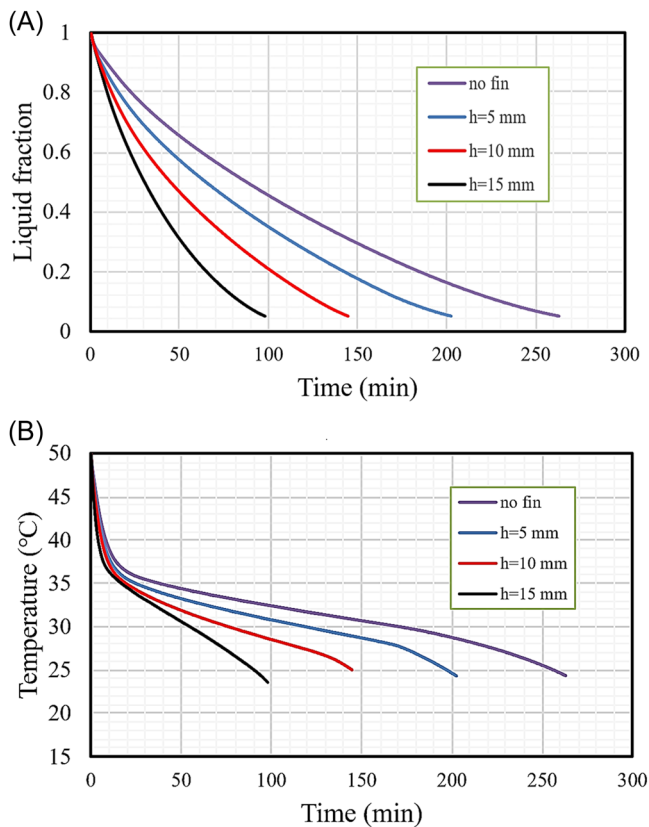 (A)
1
0.8
0.6
0.4
0.2
0
Liquid fraction
no fin
h=5 mm
h=10 mm
h=15 mm
0 50 100 150 200 250 300
Time (min)
(B)
50
45
40
35
30
25
20
15
Temperature (°C)
no fin
h=5 mm
h=10 mm
h=15 mm
0 50 100 150 200 250 300
Time (min)